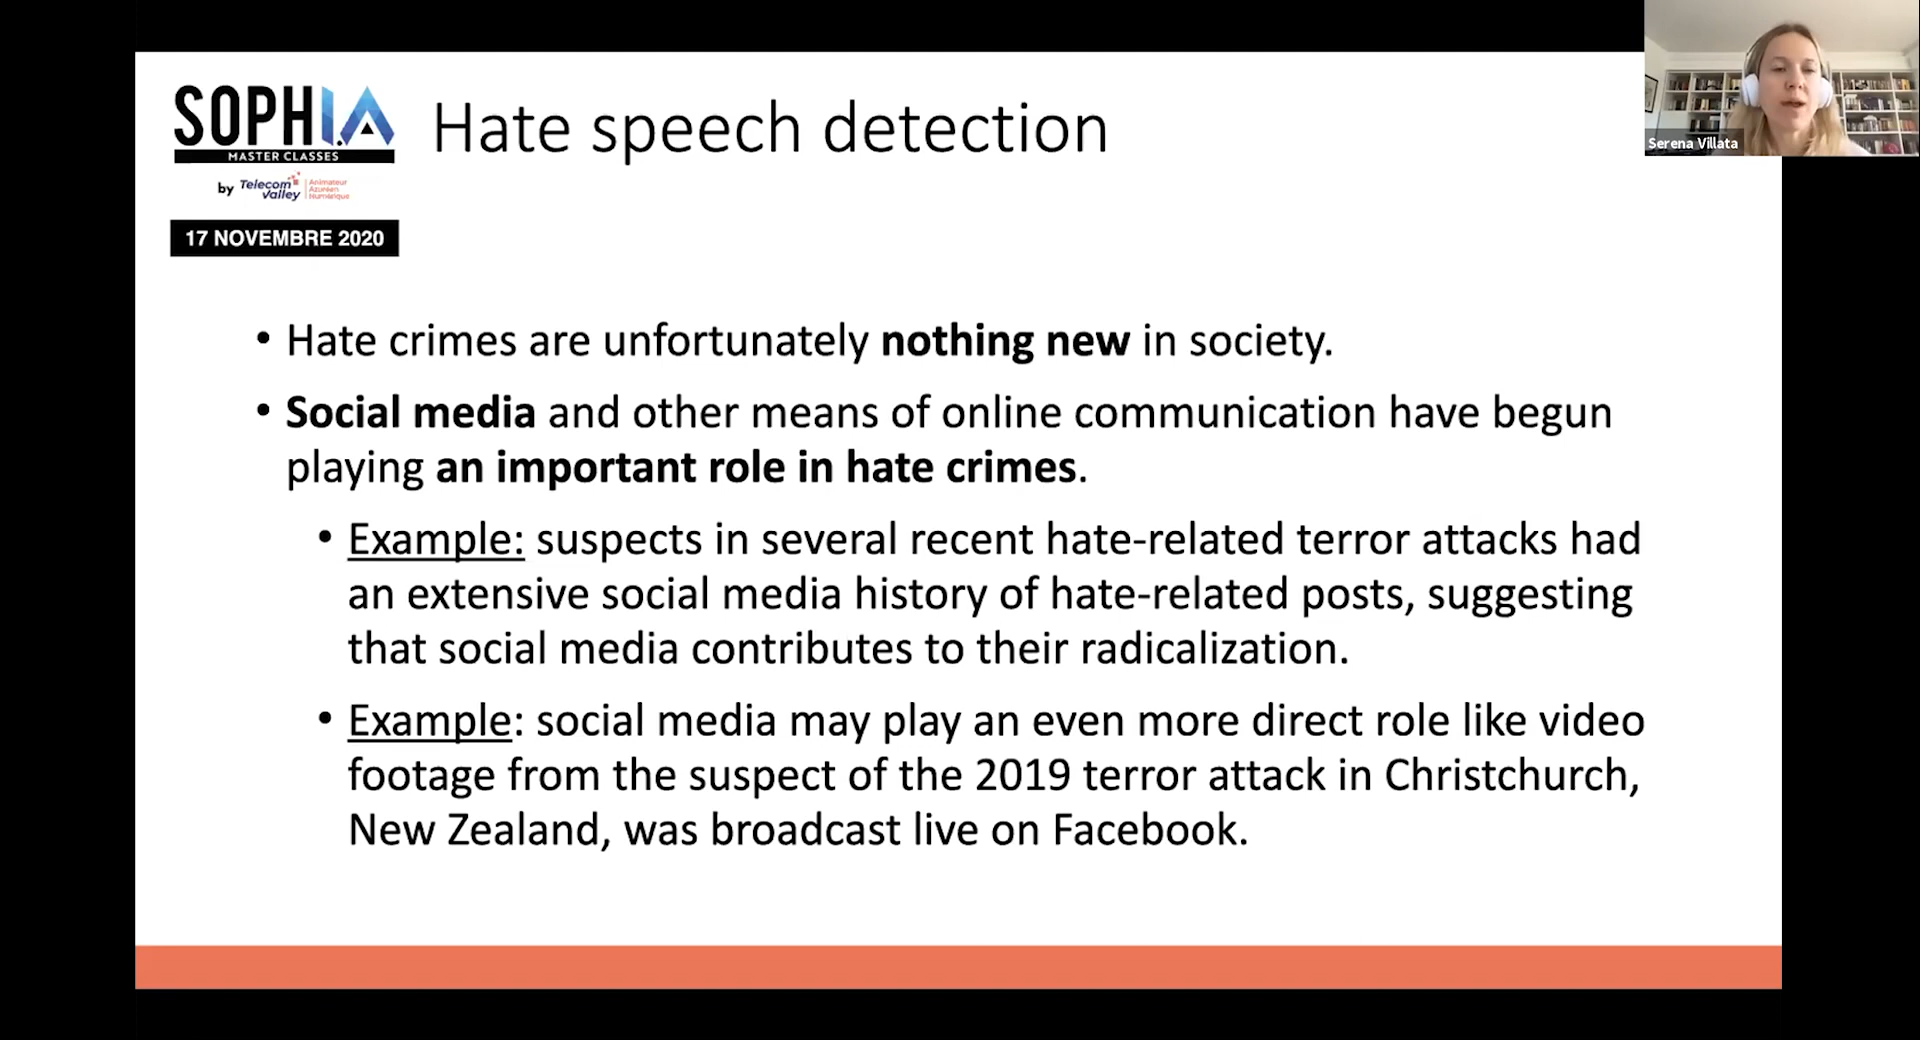 SOPHI.A
MASTER CLASSES
by Telecom Valley
Animateur
Azuréen
Numérique
17 NOVEMBRE 2020
Hate speech detection
Serena Villata
• Hate crimes are unfortunately nothing new in society.
• Social media and other means of online communication have begun
playing an important role in hate crimes.
• Example: suspects in several recent hate-related terror attacks had
an extensive social media history of hate-related posts, suggesting
that social media contributes to their radicalization.
• Example: social media may play an even more direct role like video
footage from the suspect of the 2019 terror attack in Christchurch,
New Zealand, was broadcast live on Facebook.